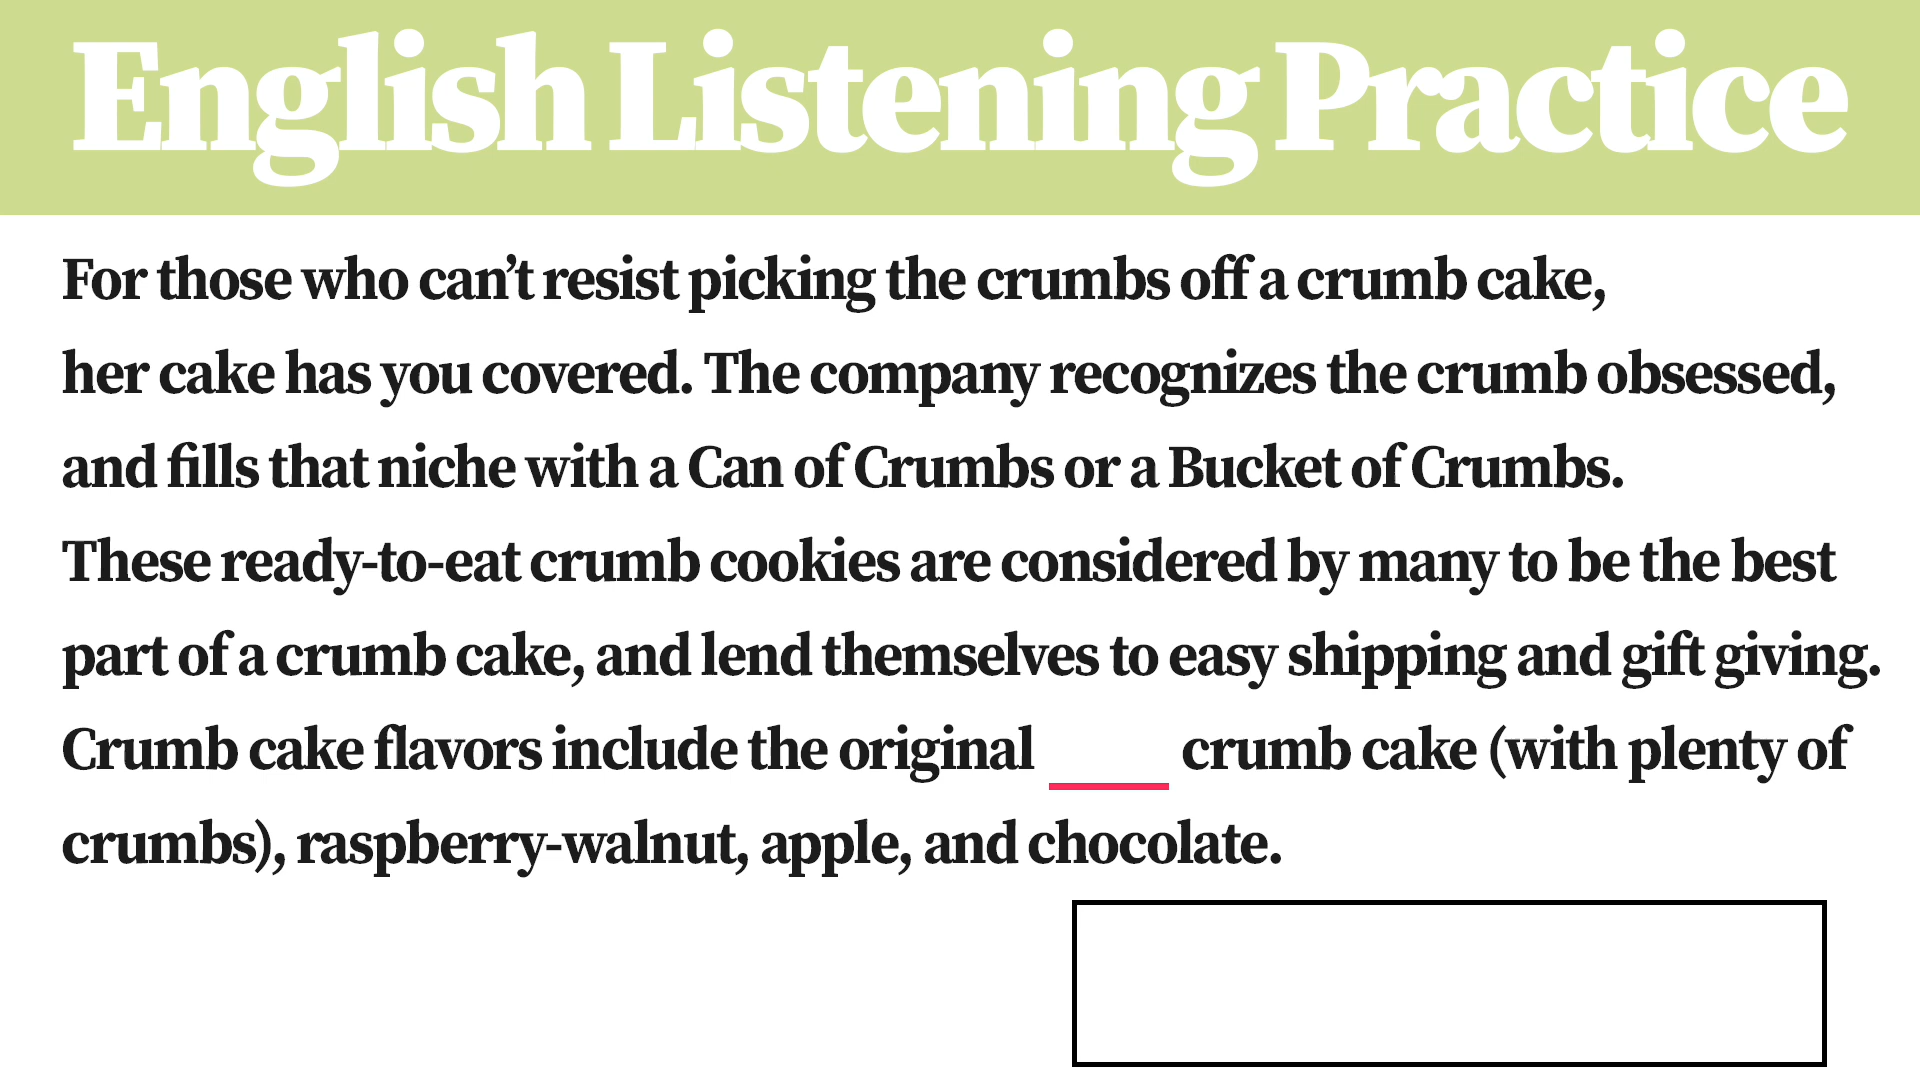 English Listening Practice
For those who can’t resist picking the crumbs off a crumb cake,
her cake has you covered. The company recognizes the crumb obsessed,
and fills that niche with a Can of Crumbs or a Bucket of Crumbs.
These ready-to-eat crumb cookies are considered by many to be the best
part of a crumb cake, and lend themselves to easy shipping and gift giving.
Crumb cake flavors include the original ____ crumb cake (with plenty of
crumbs), raspberry-walnut, apple, and chocolate.